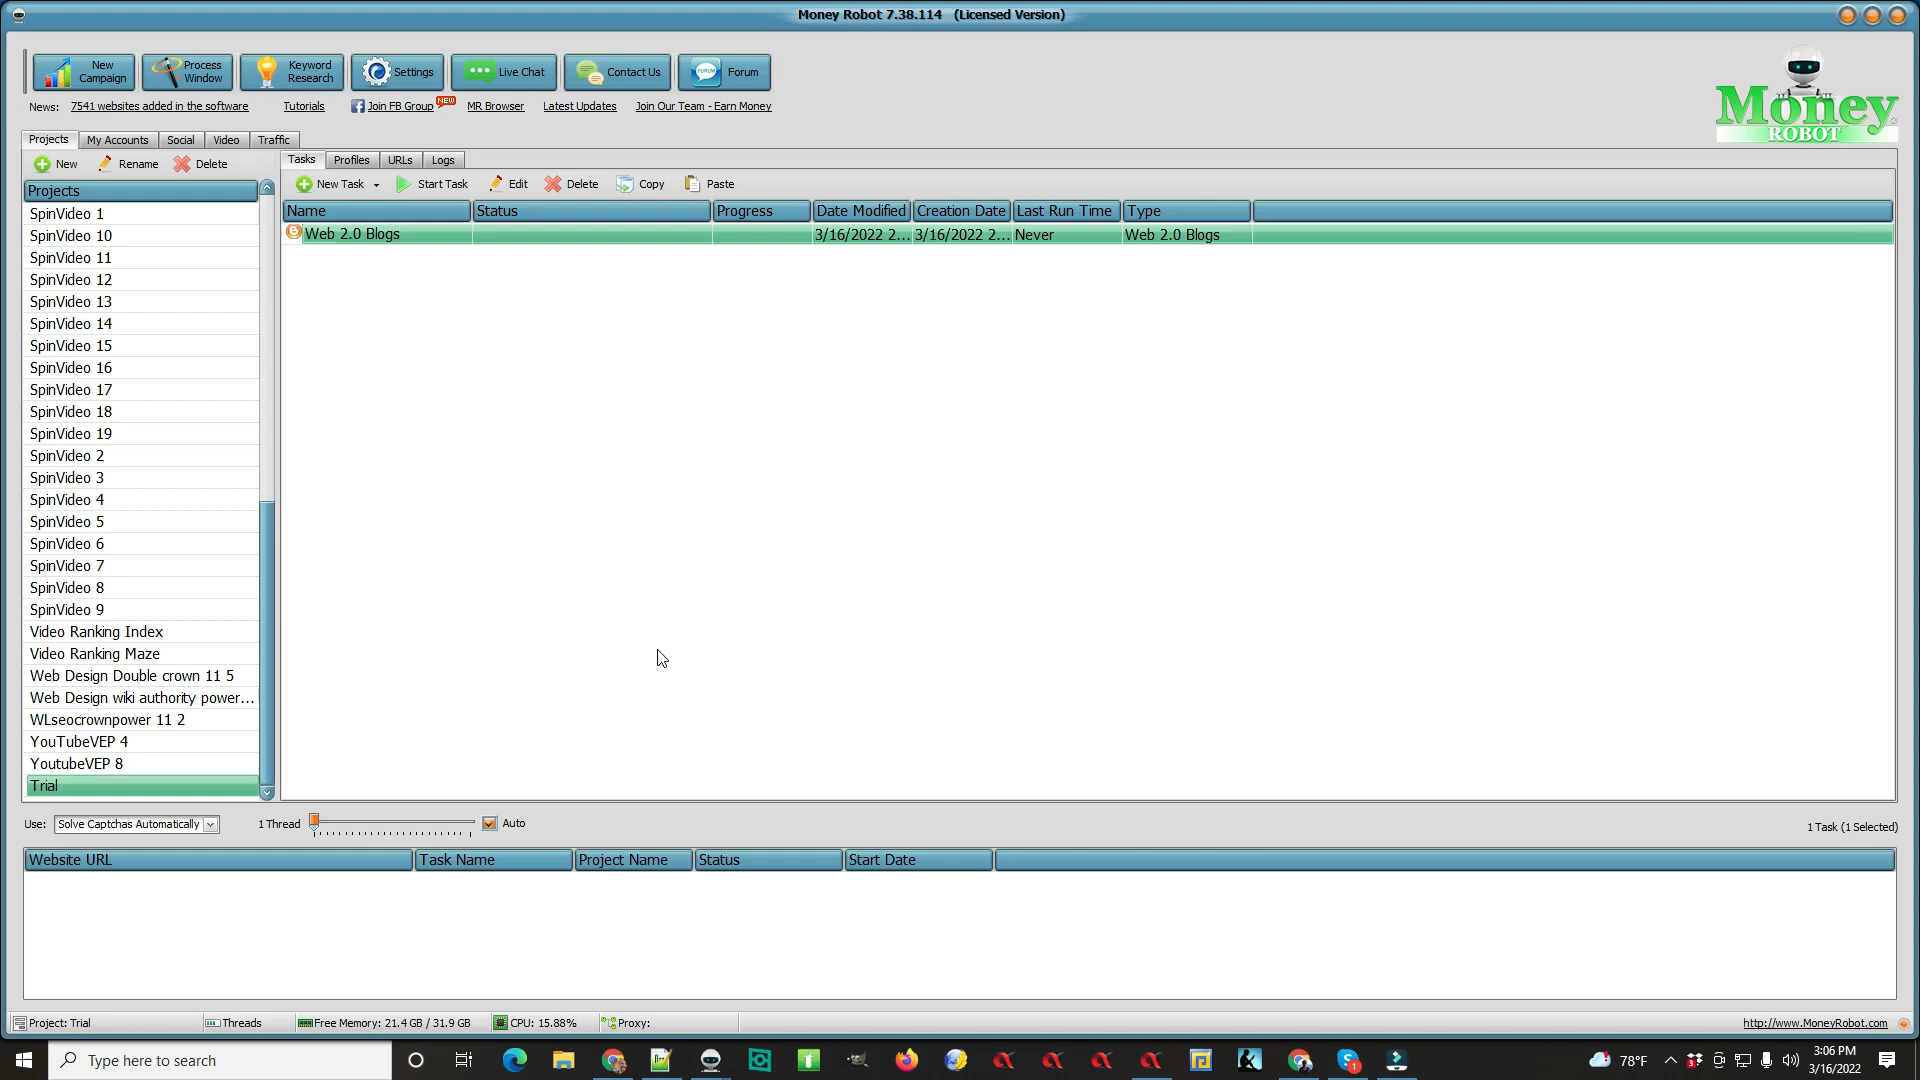 Money Robot 7.38.114 (Licensed Version)
New Campaign
Process Window
Keyword Research
Settings
Live Chat
Contact Us
FORUM Forum
Money
ROBOT
News: 7541 websites added in the software Tutorials Join FB Group NEW MR Browser Latest Updates Join Our Team - Earn Money
Projects My Accounts Social Video Traffic
New Rename Delete
Projects
SpinVideo 1
SpinVideo 10
SpinVideo 11
SpinVideo 12
SpinVideo 13
SpinVideo 14
SpinVideo 15
SpinVideo 16
SpinVideo 17
SpinVideo 18
SpinVideo 19
SpinVideo 2
SpinVideo 3
SpinVideo 4
SpinVideo 5
SpinVideo 6
SpinVideo 7
SpinVideo 8
SpinVideo 9
Video Ranking Index
Video Ranking Maze
Web Design Double crown 11 5
Web Design wiki authority power...
WLseocrownpower 11 2
YouTubeVEP 4
YoutubeVEP 8
Trial
Tasks Profiles URLs Logs
New Task Start Task Edit Delete Copy Paste
Name Status Progress Date Modified Creation Date Last Run Time Type
Web 2.0 Blogs 3/16/2022 2... 3/16/2022 2... Never Web 2.0 Blogs
Use: Solve Captchas Automatically 1 Thread Auto 1 Task (1 Selected)
Website URL Task Name Project Name Status Start Date
Project: Trial Threads Free Memory: 21.4 GB / 31.9 GB CPU: 15.88% Proxy: http://www.MoneyRobot.com
Type here to search
78°F
3:06 PM
3/16/2022